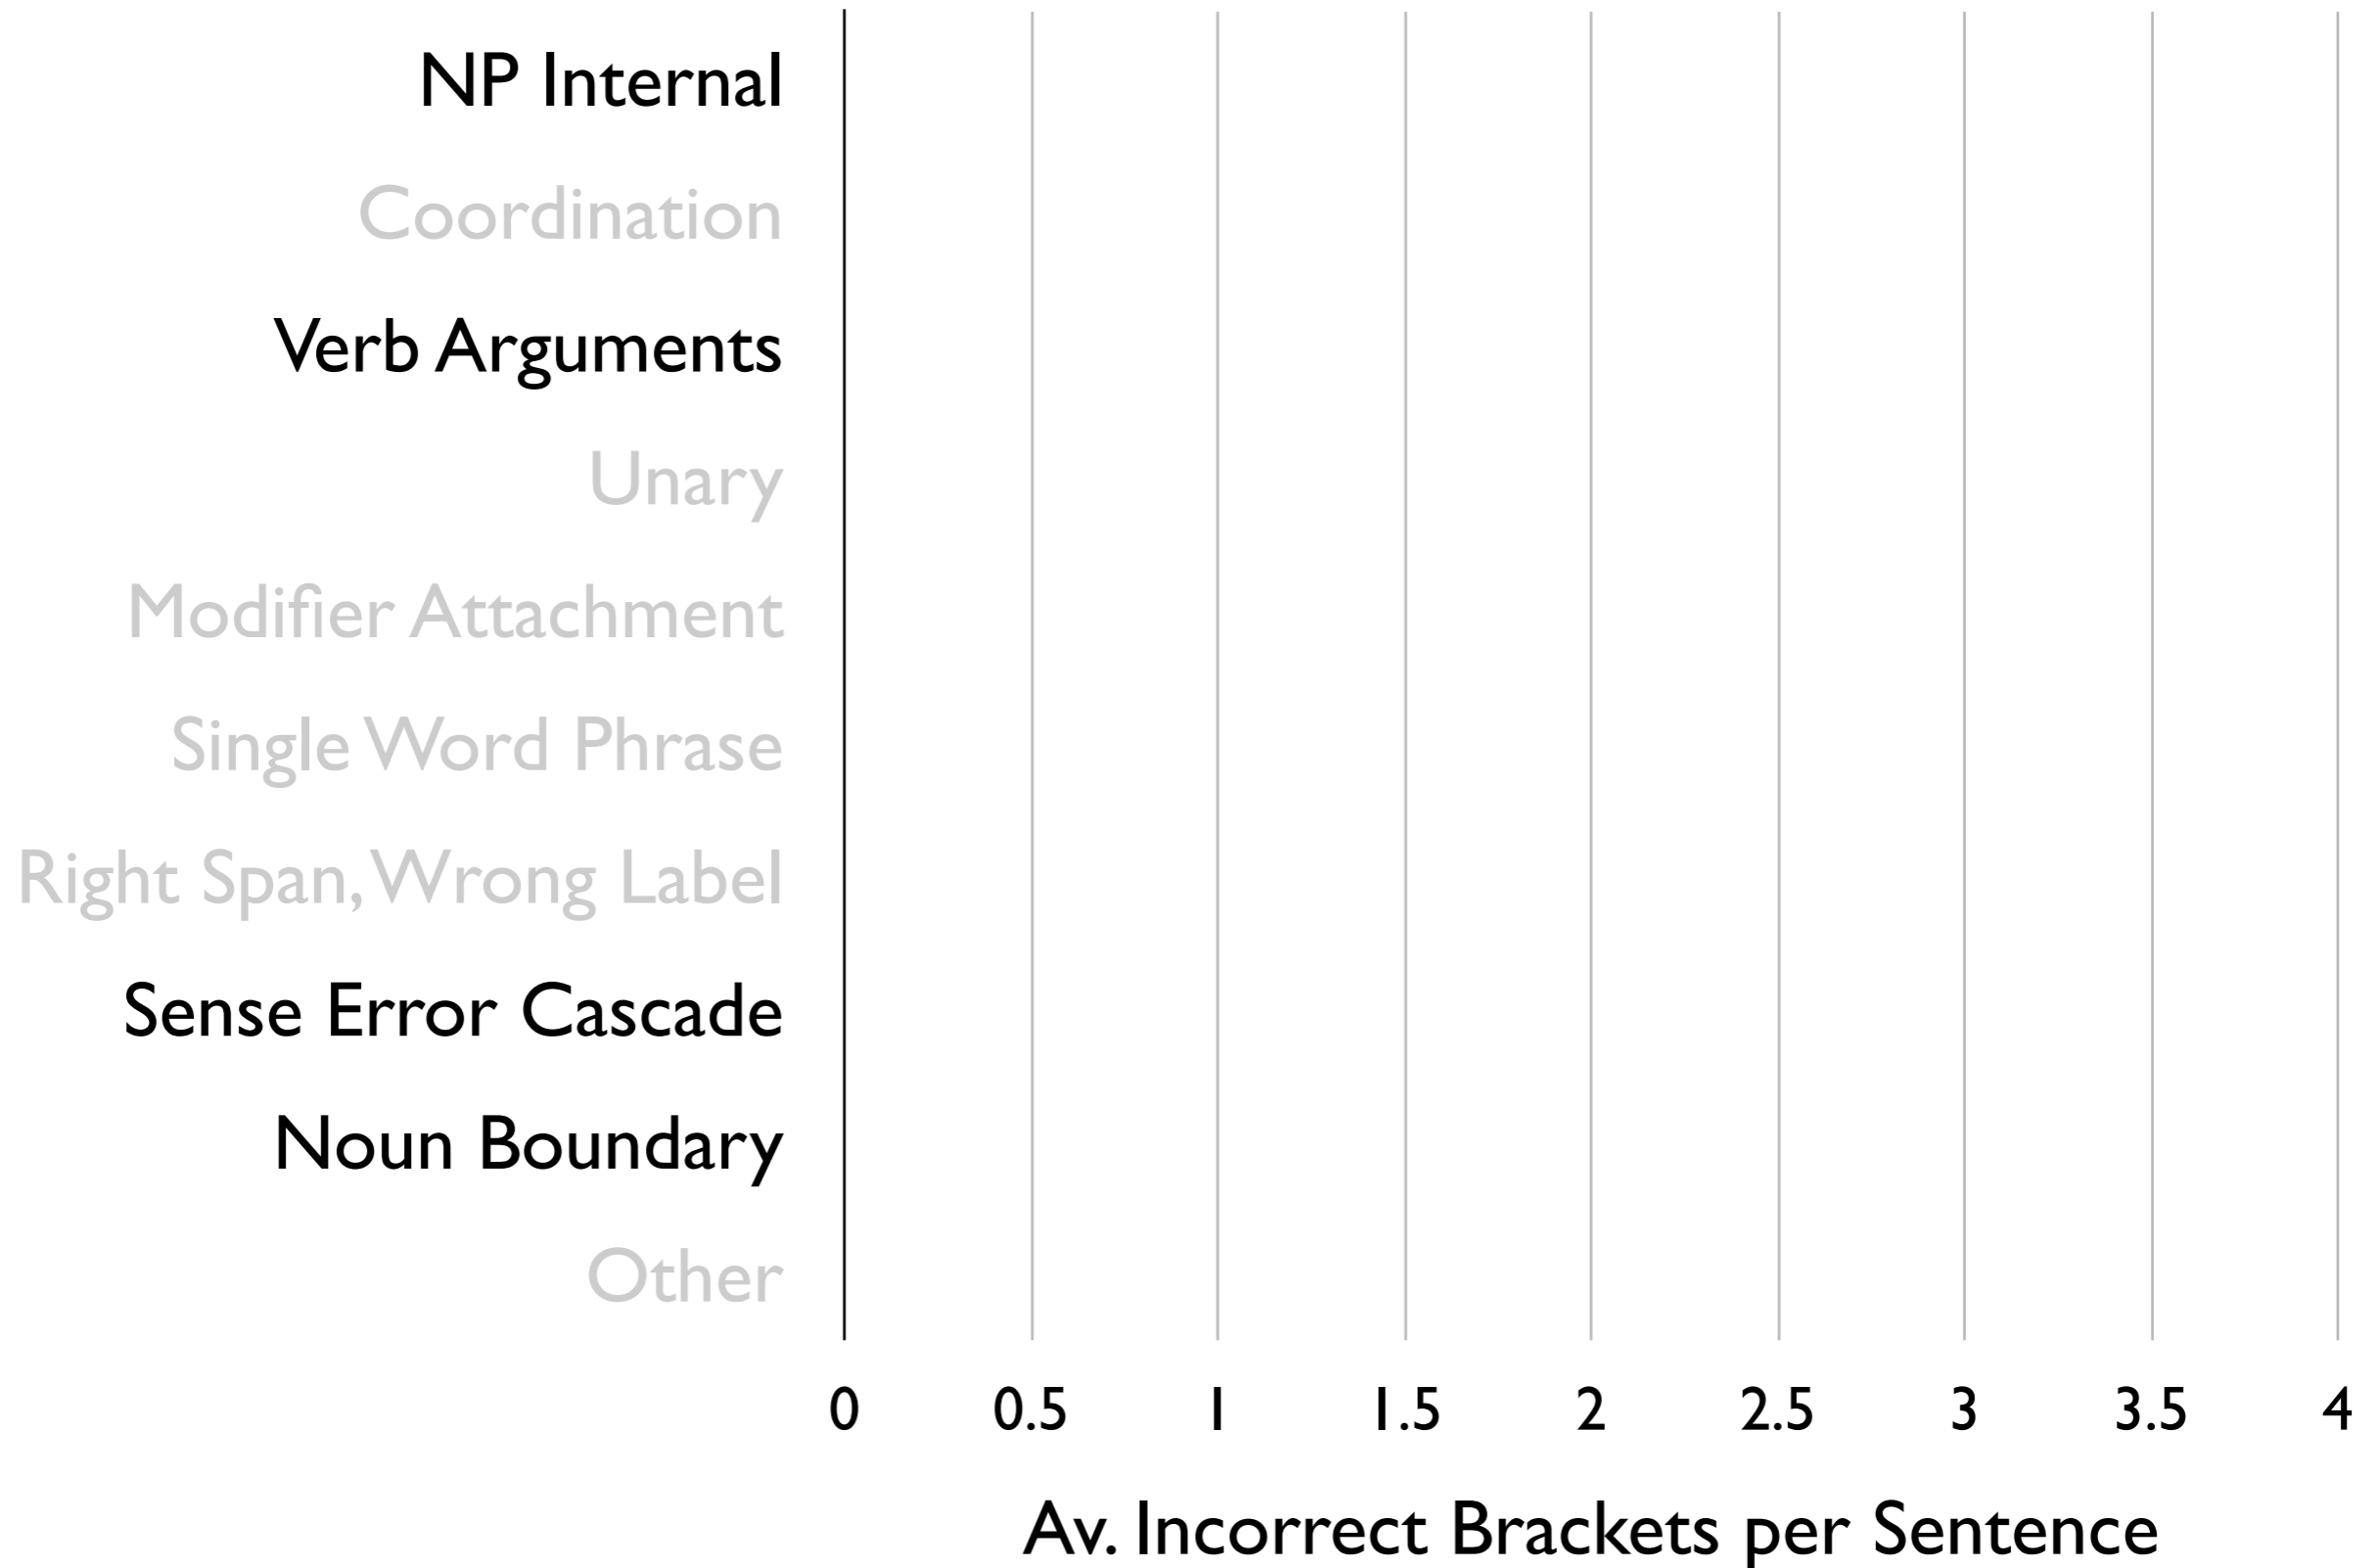 NP Internal
Coordination
Verb Arguments
Unary
Modifier Attachment
Single Word Phrase
Right Span, Wrong Label
Sense Error Cascade
Noun Boundary
Other
0 0.5 1 1.5 2 2.5 3 3.5 4
Av. Incorrect Brackets per Sentence